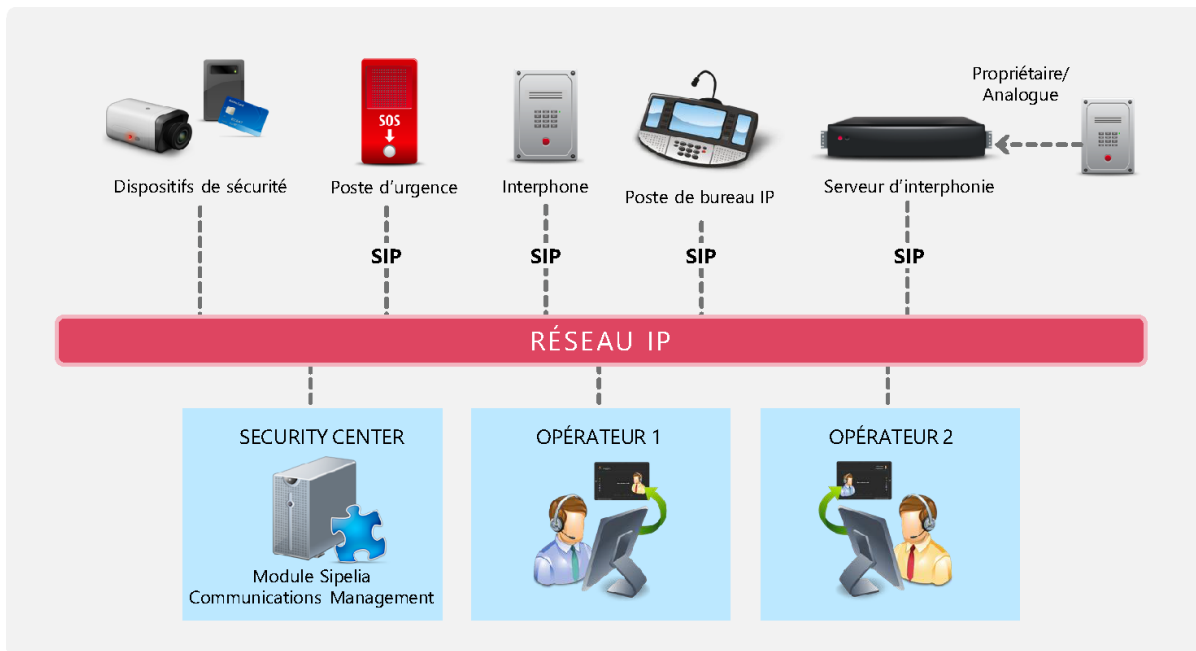 Propriétaire/
Analogue
SOS
Dispositifs de sécurité
Poste d'urgence
Interphone
Poste de bureau IP
Serveur d'interphonie
SIP
SIP
SIP
SIP
RÉSEAU IP
SECURITY CENTER
OPÉRATEUR 1
OPÉRATEUR 2
Module Sipelia
Communications Management